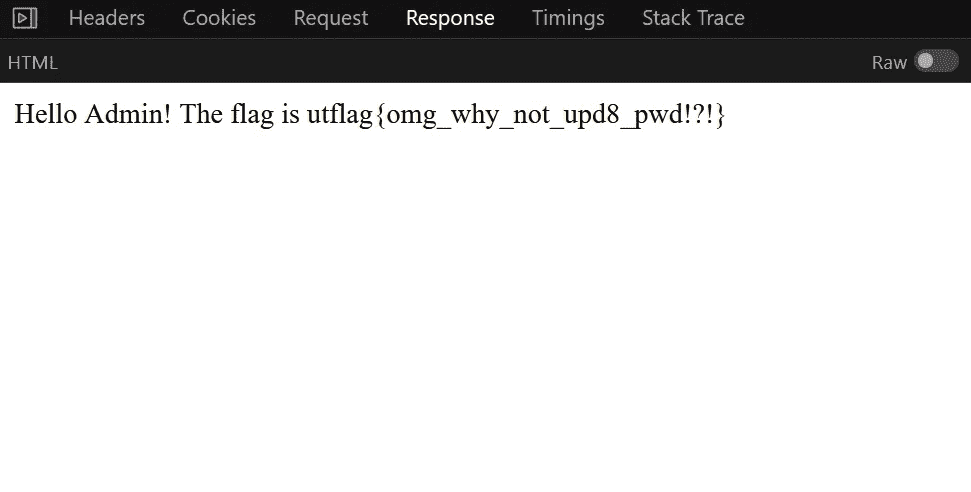 Headers Cookies Request Response Timings Stack Trace
HTML Raw
Hello Admin! The flag is utflag{omg_why_not_upd8_pwd!?!}